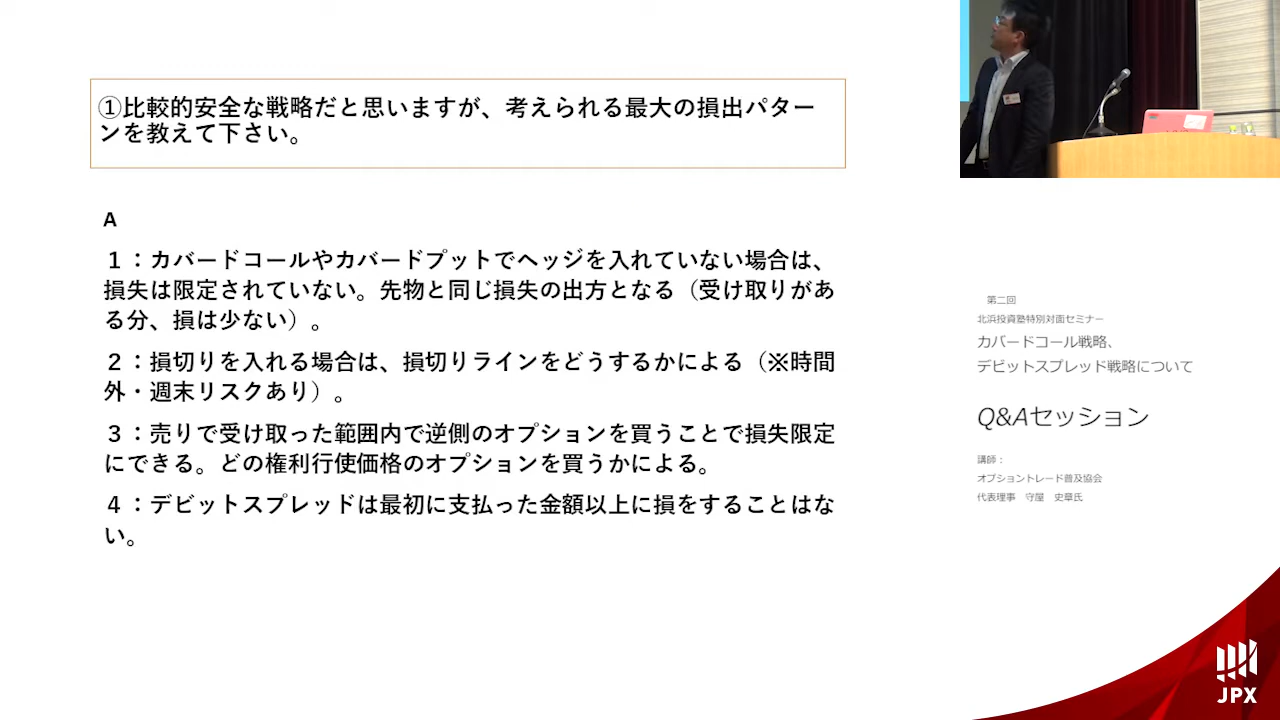 ①比較的安全な戦略だと思いますが、考えられる最大の損出パター
ンを教えて下さい。
A
１：カバードコールやカバードプットでヘッジを入れていない場合は、
損失は限定されていない。先物と同じ損失の出方となる（受け取りがあ
る分、損は少ない）。
２：損切りを入れる場合は、損切りラインをどうするかによる（※時間
外・週末リスクあり）。
３：売りで受け取った範囲内で逆側のオプションを買うことで損失限定
にできる。どの権利行使価格のオプションを買うかによる。
４：デビットスプレッドは最初に支払った金額以上に損をすることはな
い。
第二回
北浜投資塾特別対面セミナー
カバードコール戦略、
デビットスプレッド戦略について
Q&Aセッション
講師：
オプショントレード普及協会
代表理事　守屋　史章氏
JPX